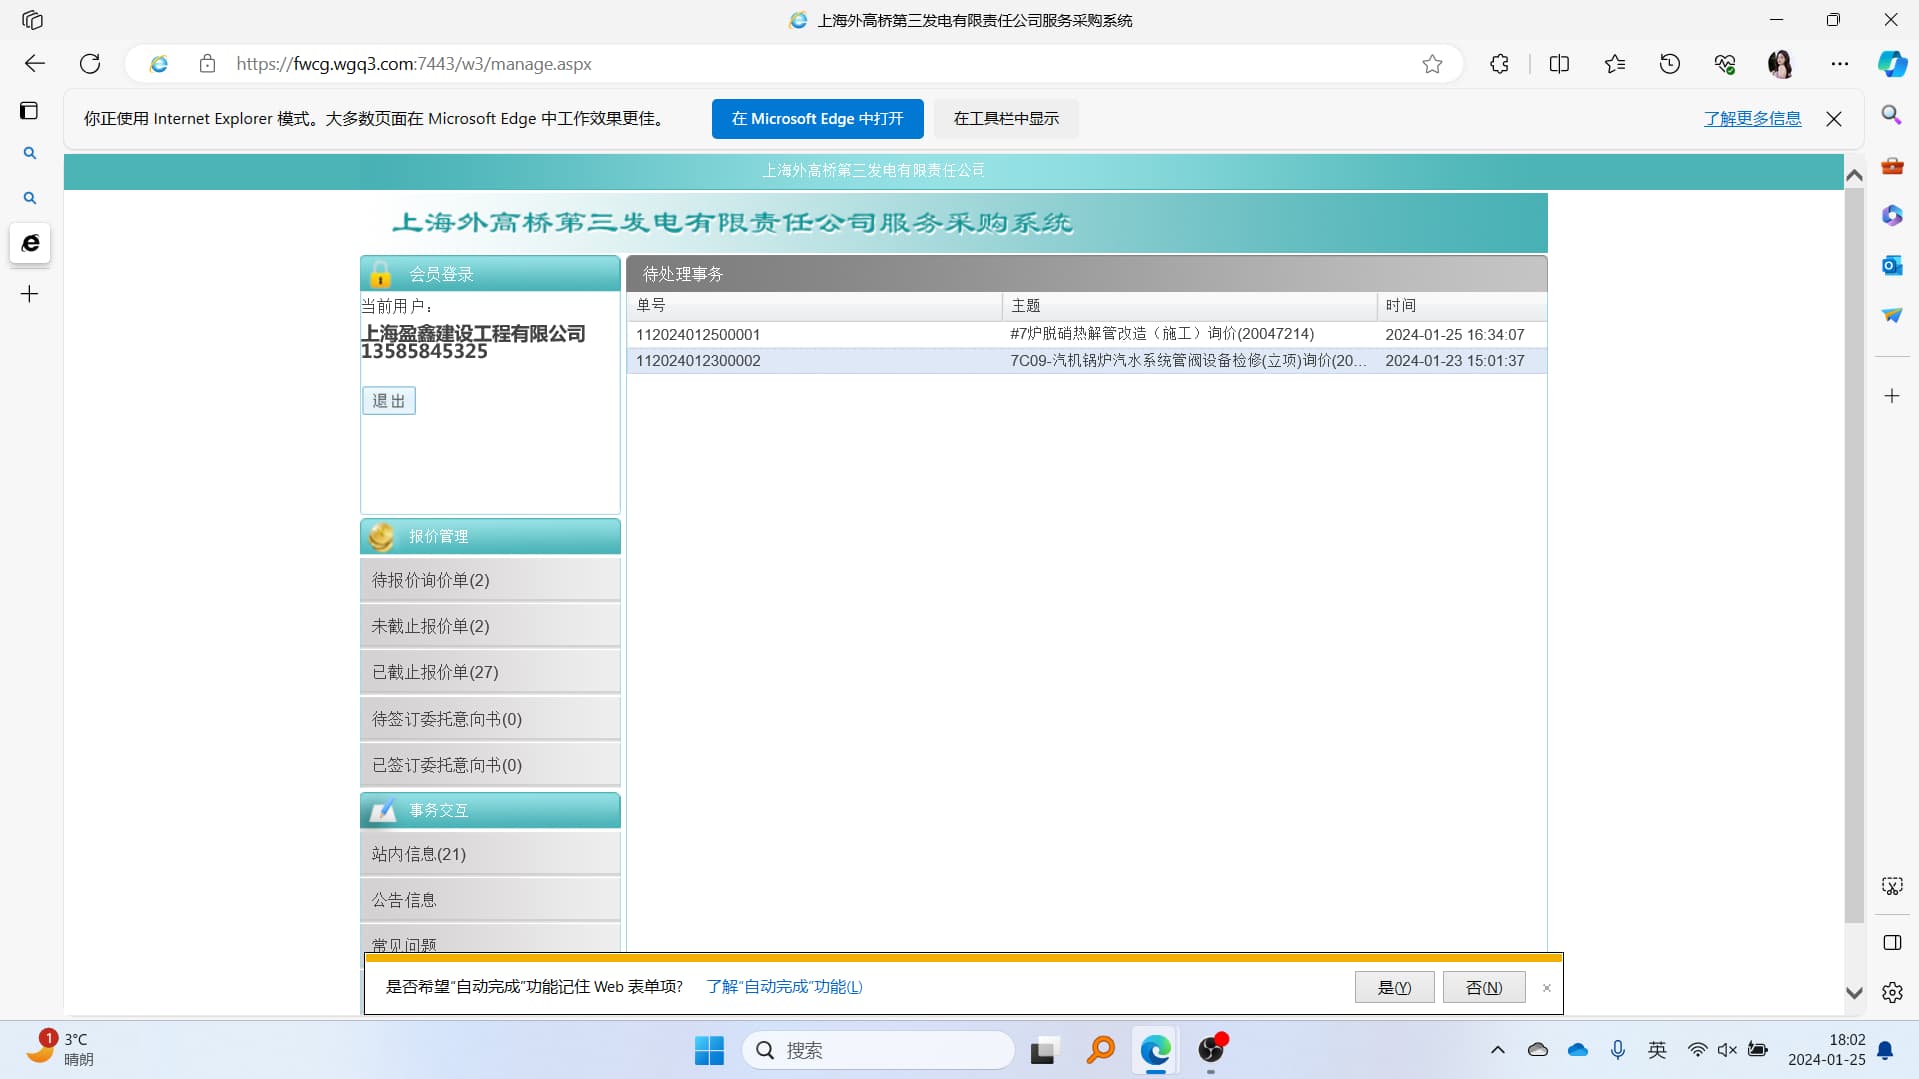 上海外高桥第三发电有限责任公司服务采购系统
https://fwcg.wgq3.com:7443/w3/manage.aspx
你正使用 Internet Explorer 模式。大多数页面在 Microsoft Edge 中工作效果更佳。
在 Microsoft Edge 中打开
在工具栏中显示
了解更多信息
上海外高桥第三发电有限责任公司
上海外高桥第三发电有限责任公司服务采购系统
会员登录
当前用户：
上海盈鑫建设工程有限公司
13585845325
退出
待处理事务
单号 主题 时间
112024012500001 #7炉脱硝热解管改造（施工）询价(20047214) 2024-01-25 16:34:07
112024012300002 7C09-汽机锅炉汽水系统管阀设备检修(立项)询价(20... 2024-01-23 15:01:37
报价管理
待报价询价单(2)
未截止报价单(2)
已截止报价单(27)
待签订委托意向书(0)
已签订委托意向书(0)
事务交互
站内信息(21)
公告信息
常见问题
是否希望“自动完成”功能记住 Web 表单项? 了解“自动完成”功能(L)
是(Y)
否(N)
1
3°C
晴朗
搜索
英
18:02
2024-01-25